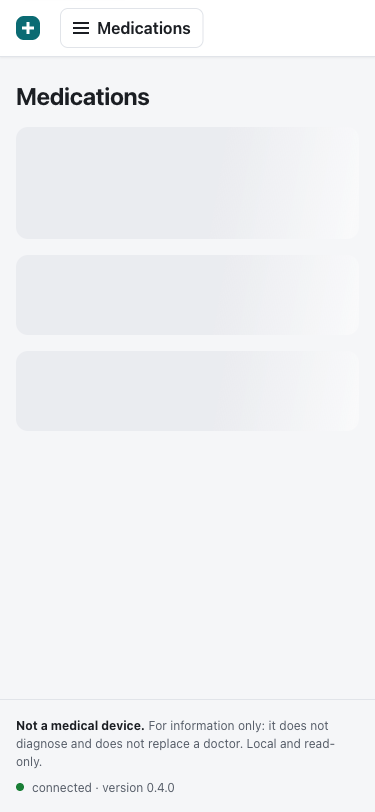 Medications
Medications
Not a medical device. For information only: it does not
diagnose and does not replace a doctor. Local and read-
only.
connected · version 0.4.0